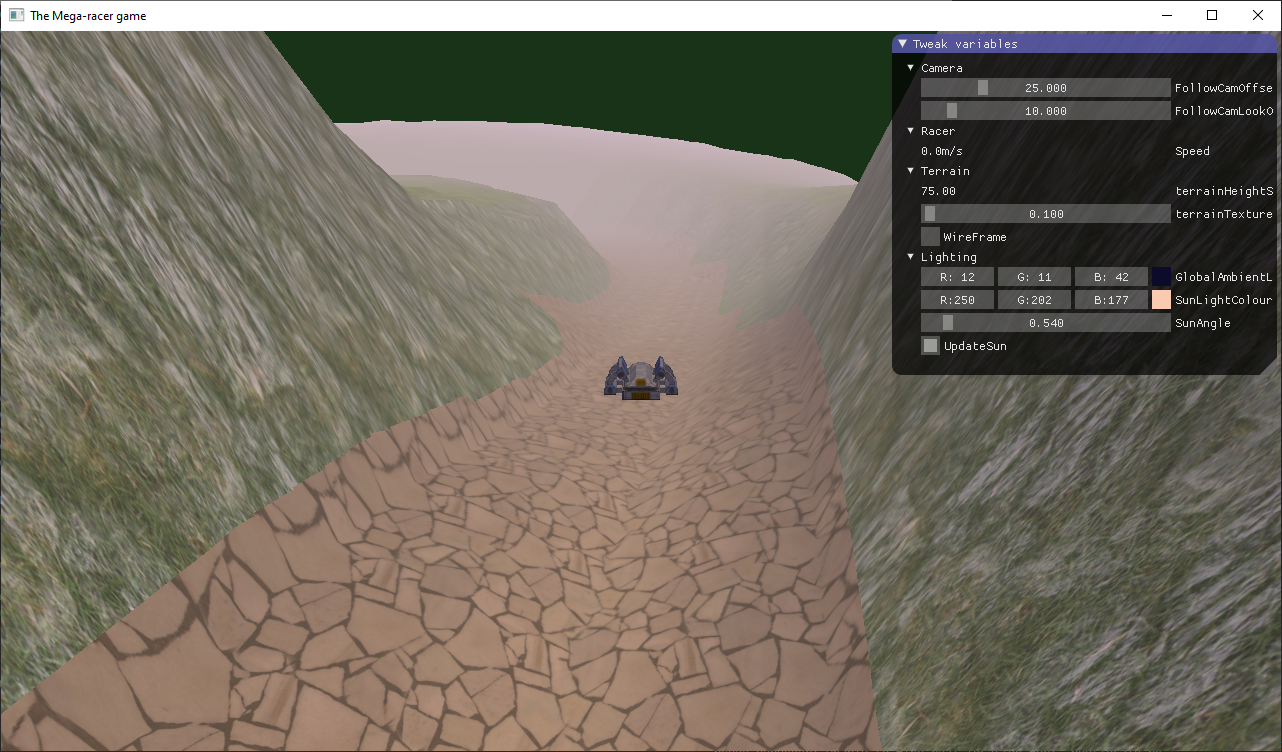 The Mega-racer game
Tweak variables
Camera
25.000 FollowCamOffse
10.000 FollowCamLookO
Racer
0.0m/s Speed
Terrain
75.00 terrainHeightS
0.100 terrainTexture
WireFrame
Lighting
R: 12 G: 11 B: 42 GlobalAmbientL
R:250 G:202 B:177 SunLightColour
0.540 SunAngle
UpdateSun